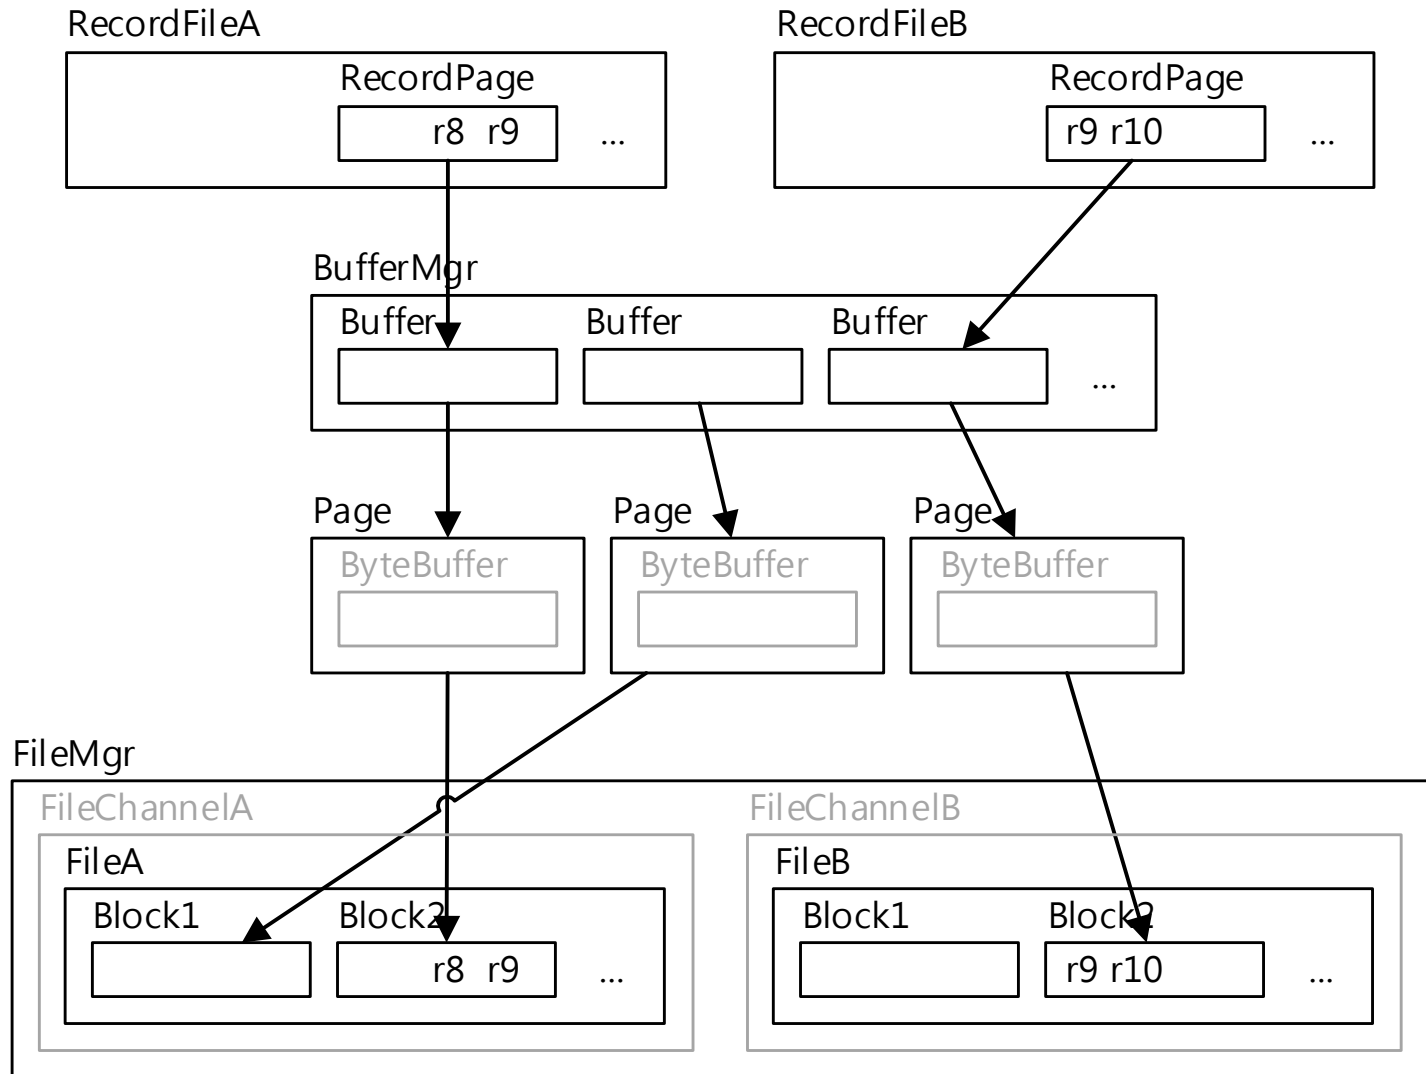 RecordFileA RecordFileB
RecordPage RecordPage
r8 r9 ... r9 r10 ...
BufferMgr
Buffer Buffer Buffer
...
Page Page Page
ByteBuffer ByteBuffer ByteBuffer
FileMgr
FileChannelA FileChannelB
FileA FileB
Block1 Block2 Block1 Block2
r8 r9 ... r9 r10 ...